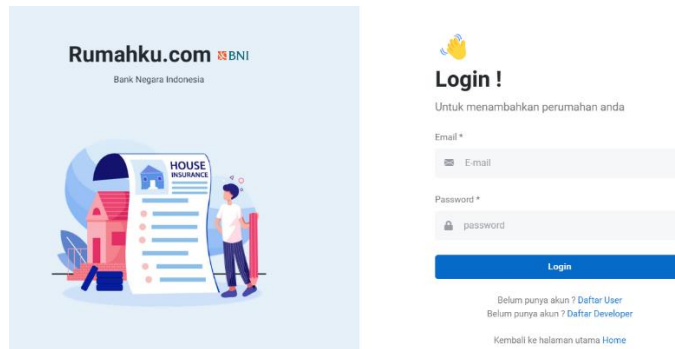 Rumahku.com BNI
Bank Negara Indonesia
HOUSE
INSURANCE
Login !
Untuk menambahkan perumahan anda
Email *
E-mail
Password *
password
Login
Belum punya akun ? Daftar User
Belum punya akun ? Daftar Developer
Kembali ke halaman utama Home